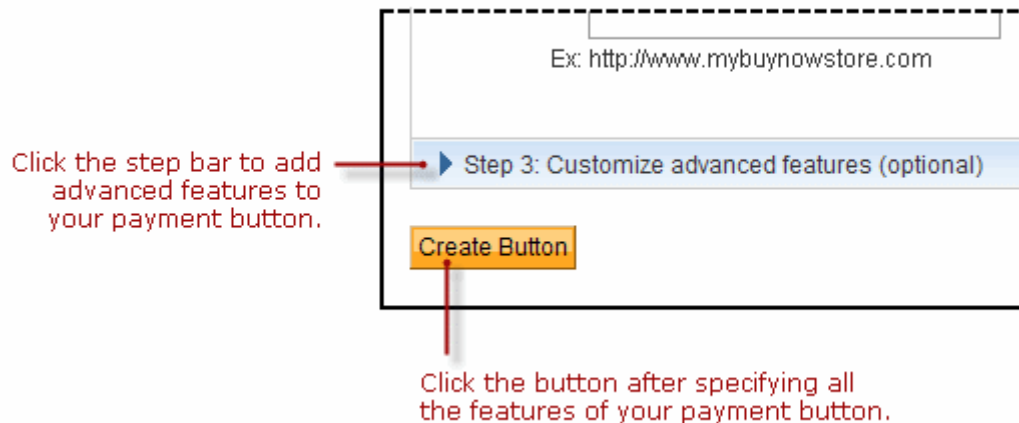 Ex: http://www.mybuynowstore.com
Click the step bar to add
advanced features to
your payment button.
Step 3: Customize advanced features (optional)
Create Button
Click the button after specifying all
the features of your payment button.